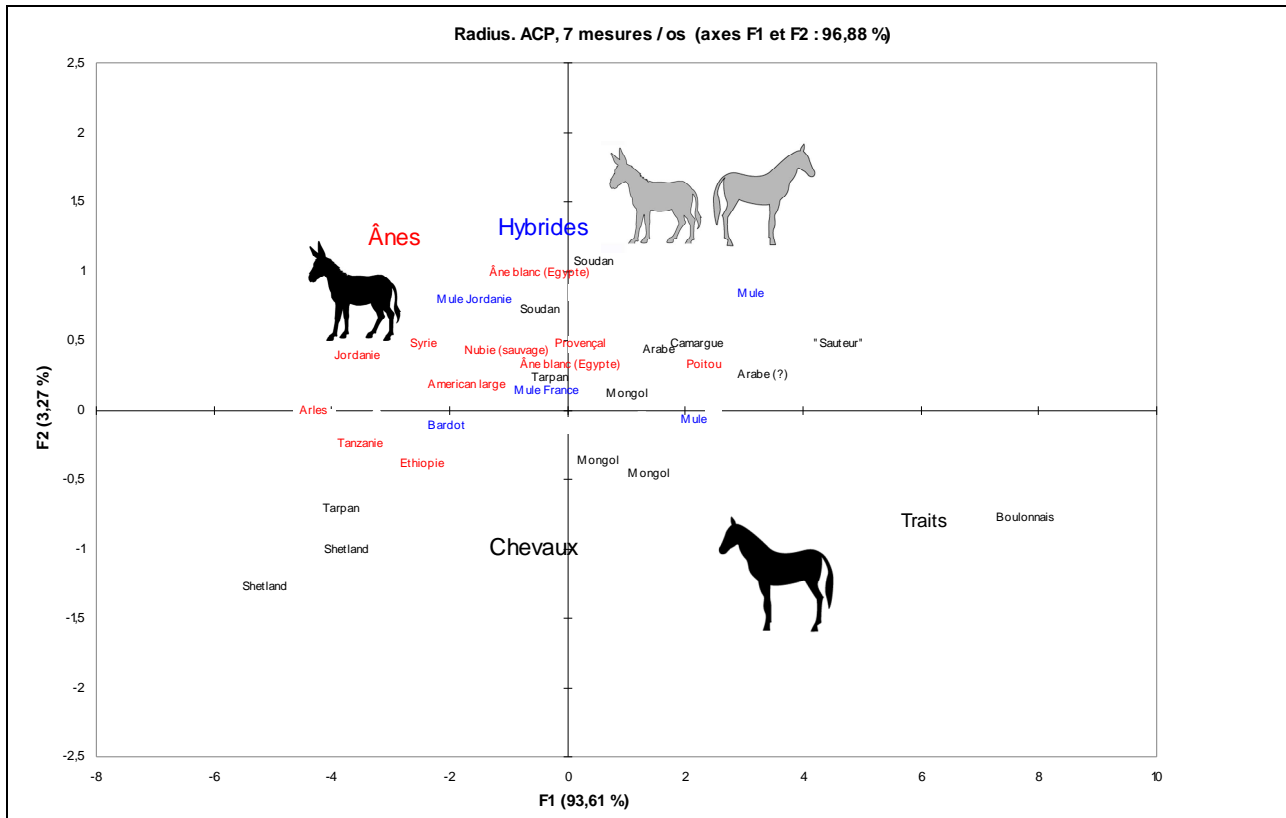 Radius. ACP, 7 mesures / os (axes F1 et F2 : 96,88 %)
2,5
2
1,5
Hybrides
Ânes
Soudan
1
Âne blanc (Egypte)
Mule
Mule Jordanie
Soudan
0,5
Syrie
Provençal
Camargue
"Sauteur"
Jordanie
Nubie (sauvage)
Arabe
Âne blanc (Egypte)
Poitou
Tarpan
Arabe (?)
American large
Mule France
Mongol
0
Arles
Bardot
Mule
Tanzanie
Ethiopie
Mongol
Mongol
-0,5
Tarpan
Traits
Boulonnais
-1
Shetland
Chevaux
Shetland
-1,5
-2
-2,5
-8 -6 -4 -2 0 2 4 6 8 10
F1 (93,61 %)
F2 (3,27 %)